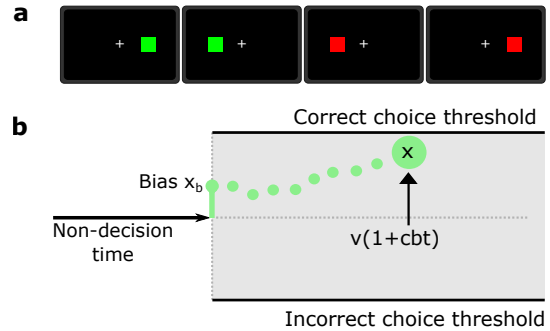 a
+ + + +
b
Correct choice threshold
x
Bias x_b
Non-decision
time
v(1+cbt)
Incorrect choice threshold